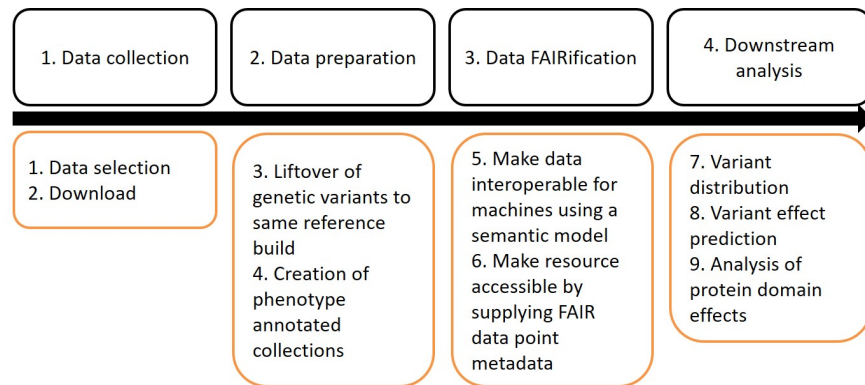 1. Data collection
2. Data preparation
3. Data FAIRification
4. Downstream
analysis
1. Data selection
2. Download
3. Liftover of
genetic variants to
same reference
build
4. Creation of
phenotype
annotated
collections
5. Make data
interoperable for
machines using a
semantic model
6. Make resource
accessible by
supplying FAIR
data point
metadata
7. Variant
distribution
8. Variant effect
prediction
9. Analysis of
protein domain
effects